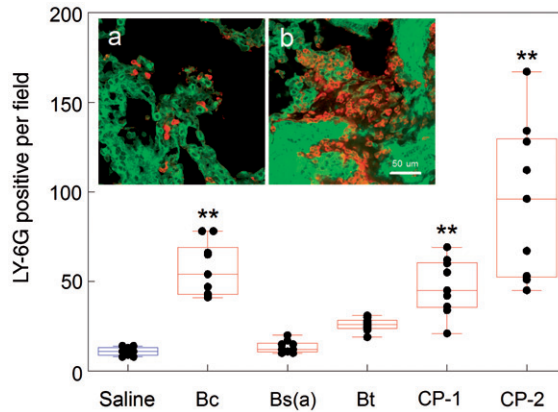 LY-6G positive per field
200
150
100
50
0
a
b
50 um
**
**
**
Saline
Bc
Bs(a)
Bt
CP-1
CP-2